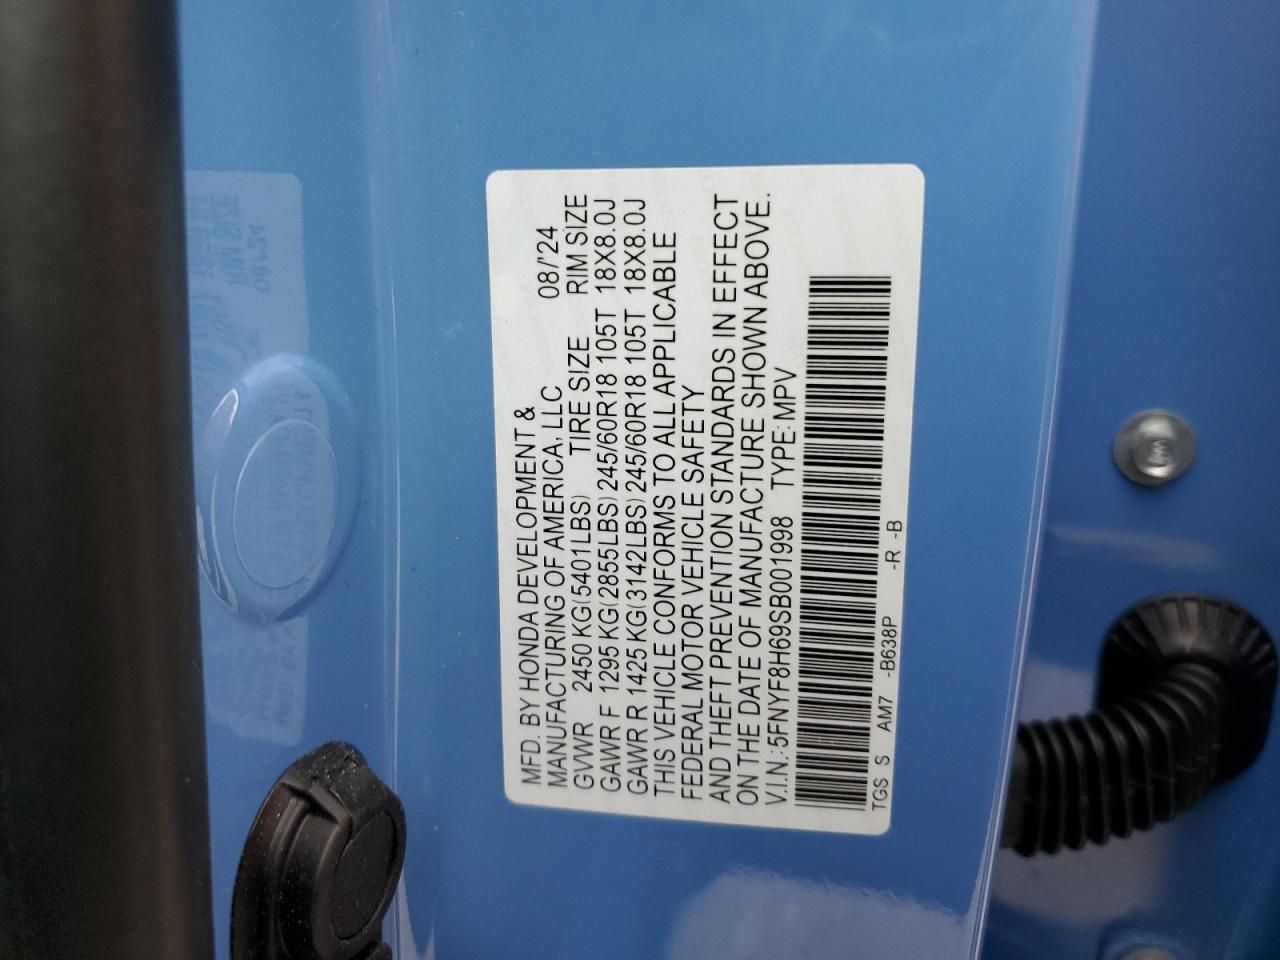 MFD. BY HONDA DEVELOPMENT &
MANUFACTURING OF AMERICA, LLC 08/'24
GVWR 2450 KG(5401LBS) TIRE SIZE RIM SIZE
GAWR F 1295 KG(2855LBS) 245/60R18 105T 18X8.0J
GAWR R 1425 KG(3142LBS) 245/60R18 105T 18X8.0J
THIS VEHICLE CONFORMS TO ALL APPLICABLE
FEDERAL MOTOR VEHICLE SAFETY
AND THEFT PREVENTION STANDARDS IN EFFECT
ON THE DATE OF MANUFACTURE SHOWN ABOVE.
V.I.N.:5FNYF8H69SB001998 TYPE:MPV
TGS S AM7 -B638P -R -B